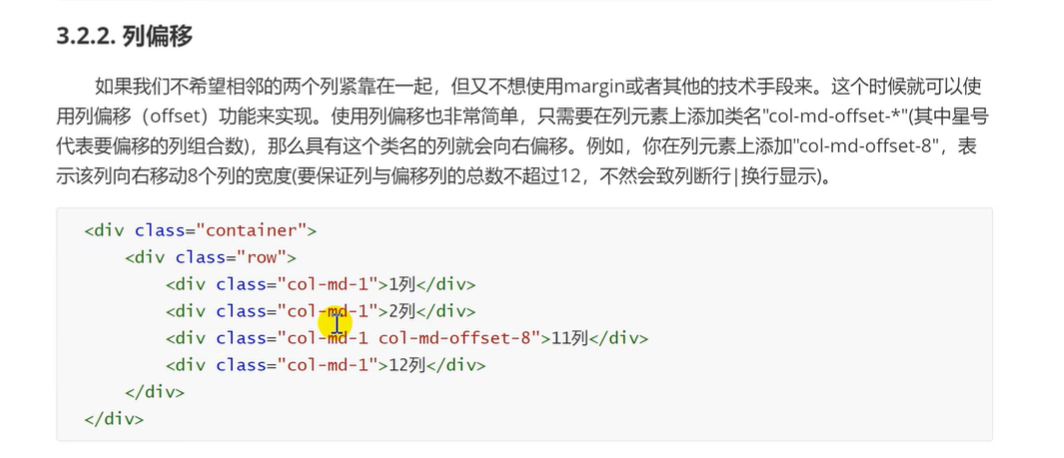 3.2.2. 列偏移
如果我们不希望相邻的两个列紧靠在一起，但又不想使用margin或者其他的技术手段来。这个时候就可以使
用列偏移（offset）功能来实现。使用列偏移也非常简单，只需要在列元素上添加类名"col-md-offset-*"(其中星号
代表要偏移的列组合数)，那么具有这个类名的列就会向右偏移。例如，你在列元素上添加"col-md-offset-8"，表
示该列向右移动8个列的宽度(要保证列与偏移列的总数不超过12，不然会致列断行|换行显示)。
<div class="container">
    <div class="row">
        <div class="col-md-1">1列</div>
        <div class="col-md-1">2列</div>
        <div class="col-md-1 col-md-offset-8">11列</div>
        <div class="col-md-1">12列</div>
    </div>
</div>